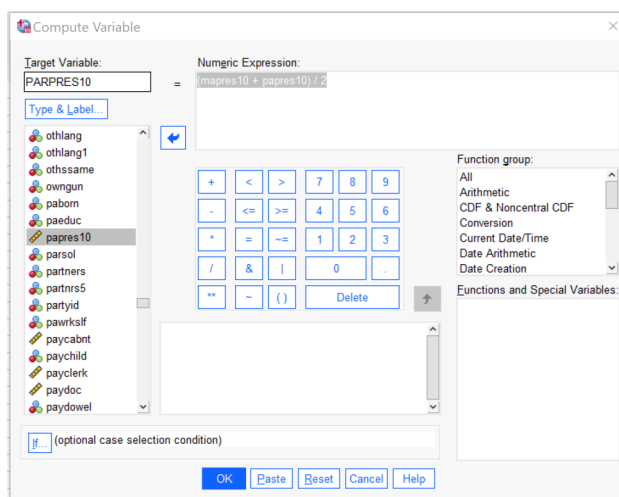 Compute Variable
Target Variable:
PARPRES10
=
Numeric Expression:
(mapres10 + papres10) / 2
Type & Label...
othlang
othlang1
othssame
owngun
paborn
paeduc
papres10
parsol
partners
partnrs5
partyid
pawrkslf
paycabnt
paychild
payclerk
paydoc
paydowel
+ < > 7 8 9
- <= >= 4 5 6
* = ~= 1 2 3
/ & | 0 .
** ~ ( ) Delete
Function group:
All
Arithmetic
CDF & Noncentral CDF
Conversion
Current Date/Time
Date Arithmetic
Date Creation
Functions and Special Variables:
If... (optional case selection condition)
OK Paste Reset Cancel Help